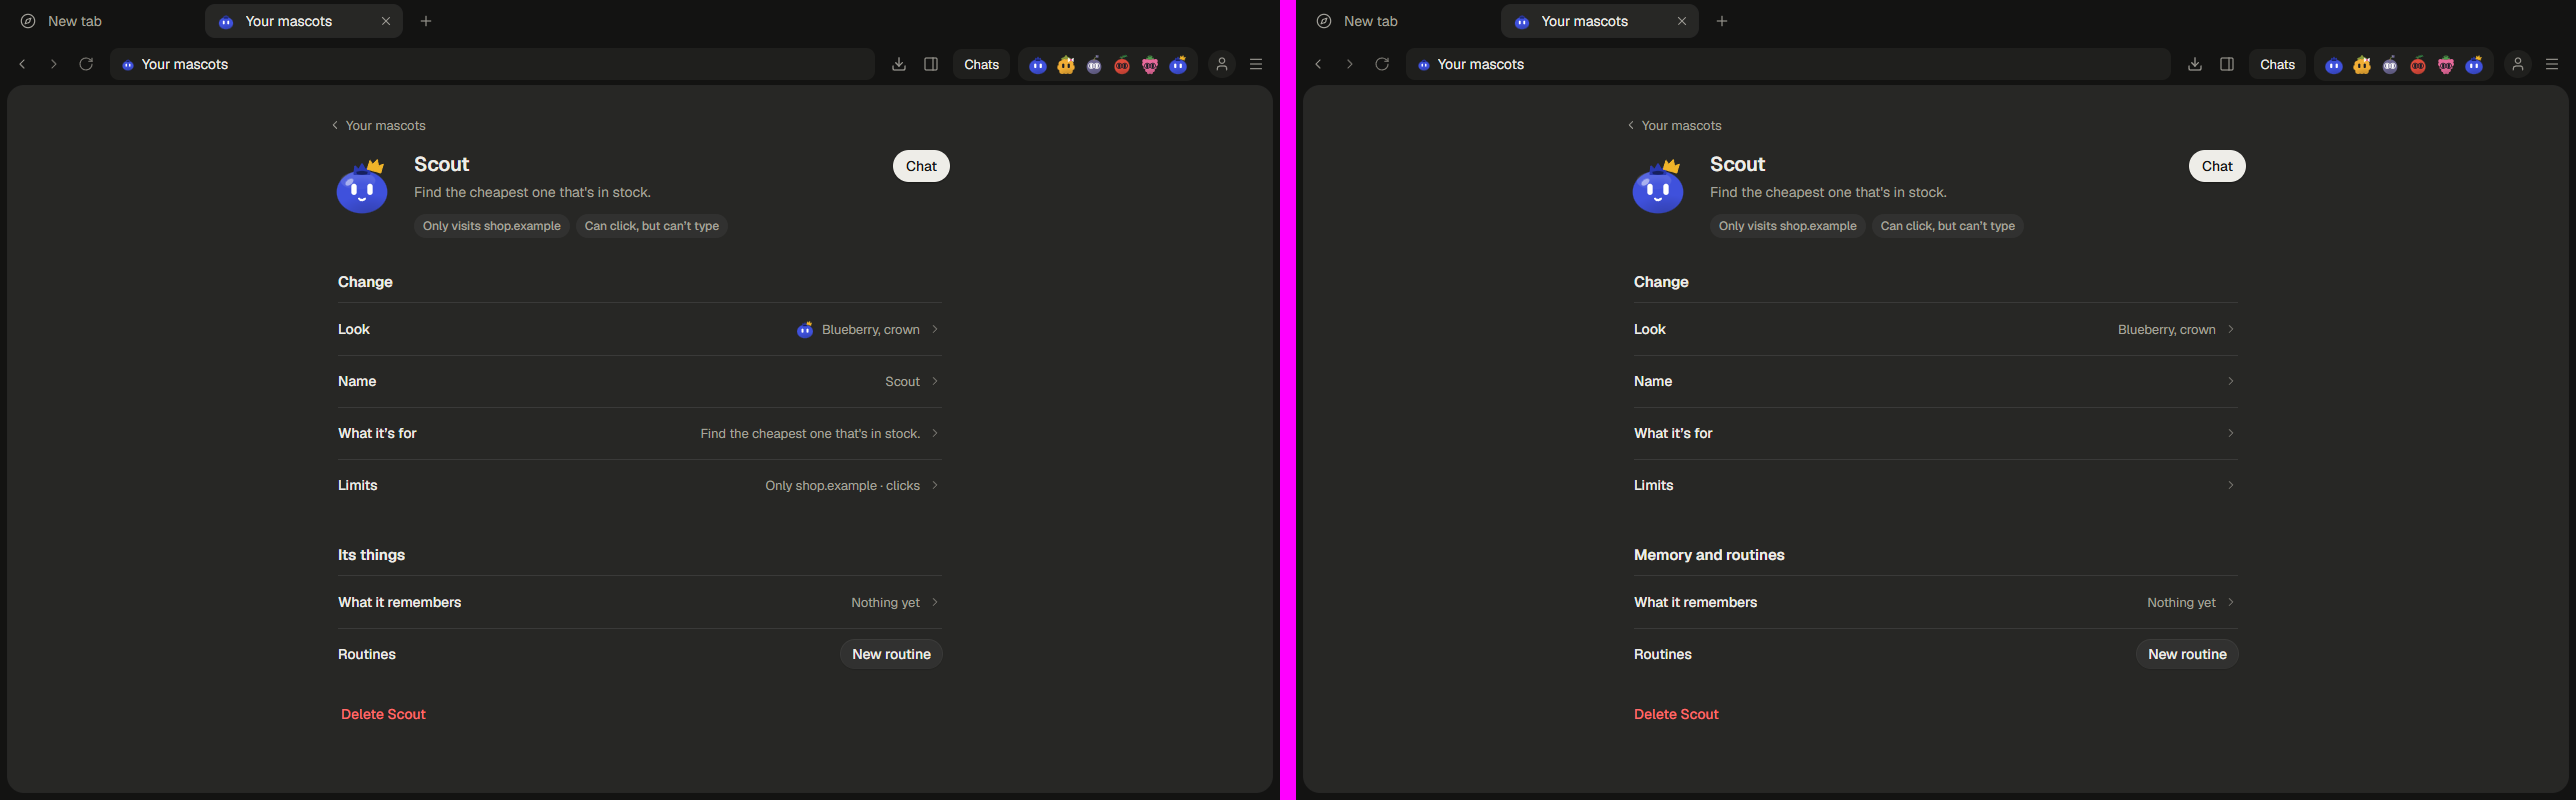 New tab
Your mascots
Your mascots
Chats
Your mascots
Scout
Chat
Find the cheapest one that's in stock.
Only visits shop.example
Can click, but can't type
Change
Look
Blueberry, crown
Name
Scout
What it's for
Find the cheapest one that's in stock.
Limits
Only shop.example · clicks
Its things
What it remembers
Nothing yet
Routines
New routine
Delete Scout
New tab
Your mascots
Your mascots
Chats
Your mascots
Scout
Chat
Find the cheapest one that's in stock.
Only visits shop.example
Can click, but can't type
Change
Look
Blueberry, crown
Name
What it's for
Limits
Memory and routines
What it remembers
Nothing yet
Routines
New routine
Delete Scout